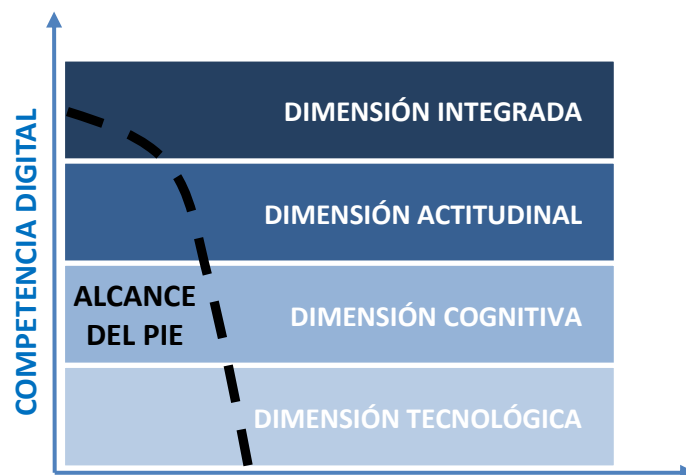 COMPETENCIA DIGITAL
DIMENSIÓN INTEGRADA
DIMENSIÓN ACTITUDINAL
ALCANCE
DEL PIE
DIMENSIÓN COGNITIVA
DIMENSIÓN TECNOLÓGICA